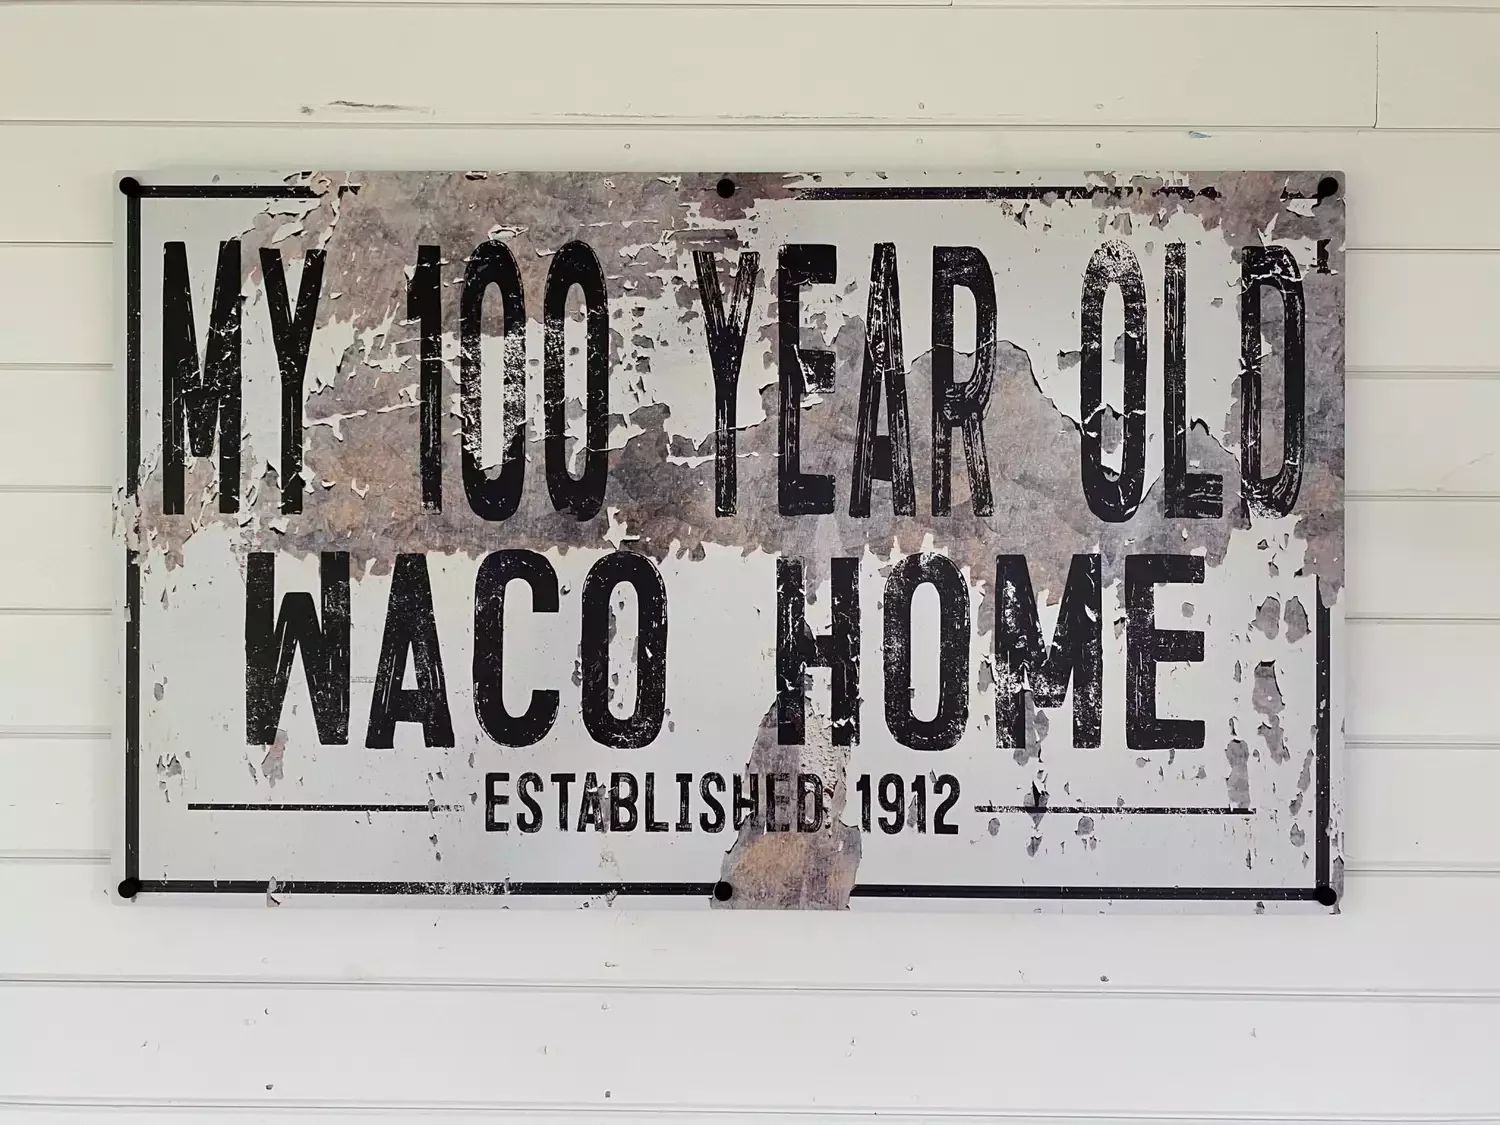 MY 100 YEAR OLD
WACO HOME
ESTABLISHED 1912